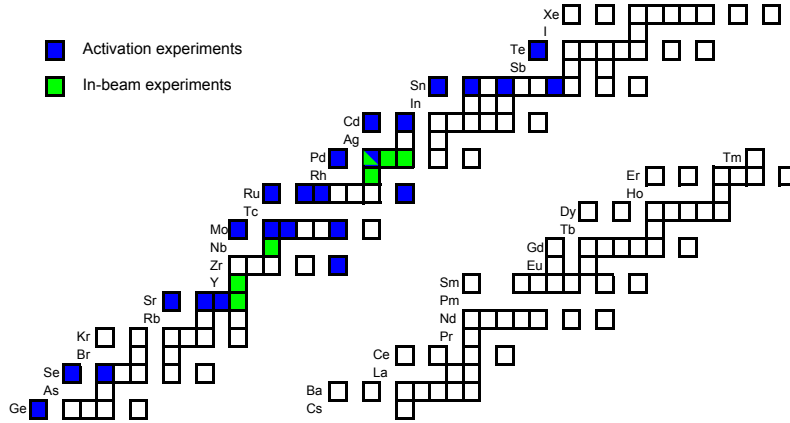 Xe
I
Te
Sb
Activation experiments
In-beam experiments
Sn
In
Cd
Ag
Pd
Rh
Tm
Er
Ho
Ru
Tc
Dy
Tb
Mo
Nb
Gd
Eu
Zr
Y
Sm
Pm
Sr
Rb
Nd
Pr
Kr
Br
Ce
La
Se
As
Ba
Cs
Ge